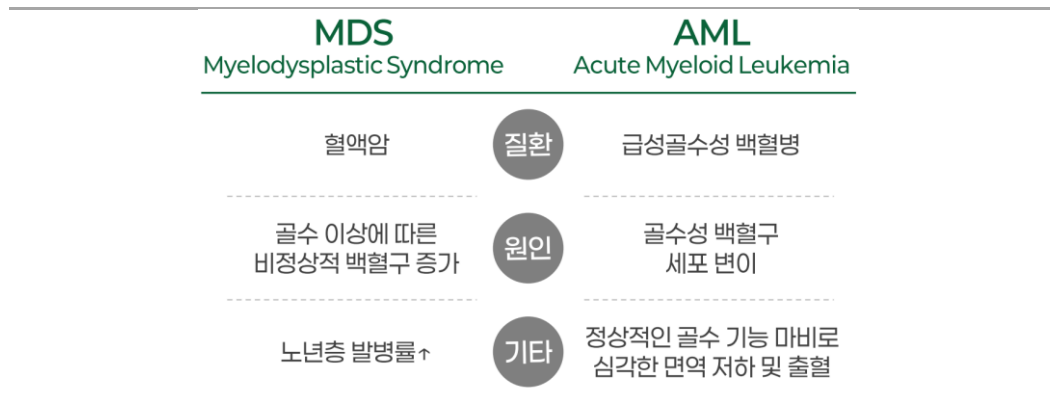 MDS
Myelodysplastic Syndrome
AML
Acute Myeloid Leukemia
혈액암
질환
급성골수성 백혈병
골수 이상에 따른
비정상적 백혈구 증가
원인
골수성 백혈구
세포 변이
노년층 발병률↑
기타
정상적인 골수 기능 마비로
심각한 면역 저하 및 출혈